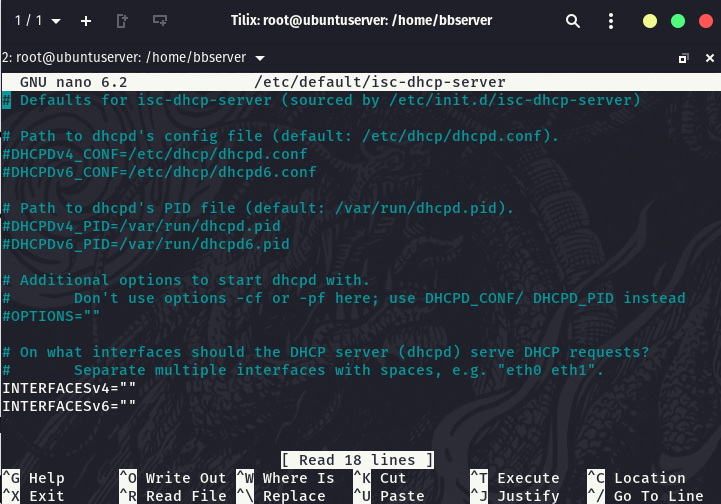 1 / 1
Tilix: root@ubuntuserver: /home/bbserver
2: root@ubuntuserver: /home/bbserver
GNU nano 6.2 /etc/default/isc-dhcp-server
# Defaults for isc-dhcp-server (sourced by /etc/init.d/isc-dhcp-server)
# Path to dhcpd's config file (default: /etc/dhcp/dhcpd.conf).
#DHCPDv4_CONF=/etc/dhcp/dhcpd.conf
#DHCPDv6_CONF=/etc/dhcp/dhcpd6.conf
# Path to dhcpd's PID file (default: /var/run/dhcpd.pid).
#DHCPDv4_PID=/var/run/dhcpd.pid
#DHCPDv6_PID=/var/run/dhcpd6.pid
# Additional options to start dhcpd with.
#       Don't use options -cf or -pf here; use DHCPD_CONF/ DHCPD_PID instead
#OPTIONS=""
# On what interfaces should the DHCP server (dhcpd) serve DHCP requests?
#       Separate multiple interfaces with spaces, e.g. "eth0 eth1".
INTERFACESv4=""
INTERFACESv6=""
[ Read 18 lines ]
^G Help ^O Write Out ^W Where Is ^K Cut ^T Execute ^C Location
^X Exit ^R Read File ^\ Replace ^U Paste ^J Justify ^/ Go To Line